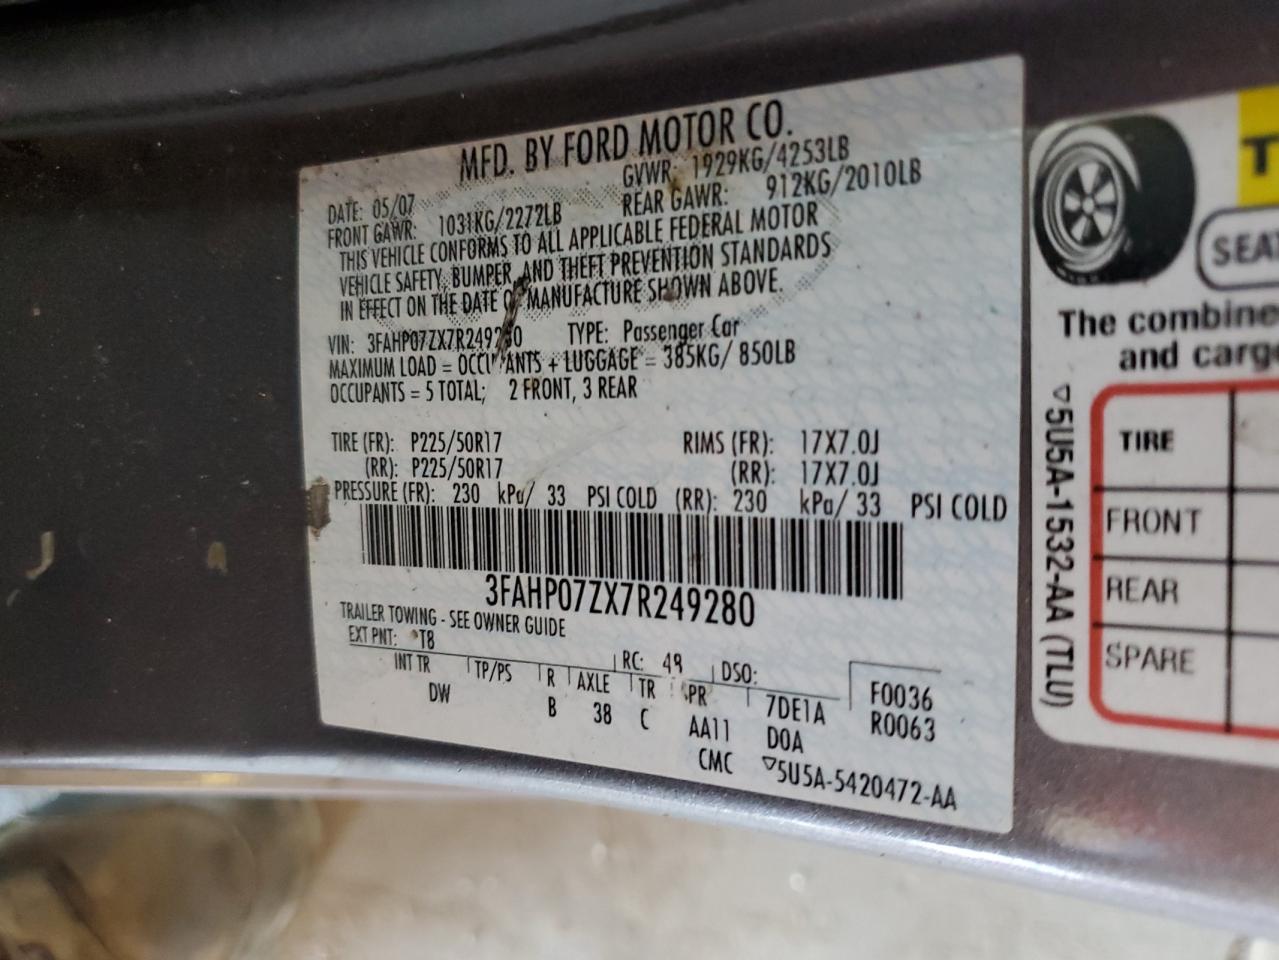 MFD. BY FORD MOTOR CO.
DATE: 05/07 GVWR: 1929KG/4253LB
FRONT GAWR: 1031KG/2272LB REAR GAWR: 912KG/2010LB
THIS VEHICLE CONFORMS TO ALL APPLICABLE FEDERAL MOTOR
VEHICLE SAFETY, BUMPER, AND THEFT PREVENTION STANDARDS
IN EFFECT ON THE DATE OF MANUFACTURE SHOWN ABOVE.
VIN: 3FAHP07ZX7R249280 TYPE: Passenger Car
MAXIMUM LOAD = OCCUPANTS + LUGGAGE = 385KG/ 850LB
OCCUPANTS = 5 TOTAL; 2 FRONT, 3 REAR
TIRE (FR): P225/50R17 RIMS (FR): 17X7.0J
(RR): P225/50R17 (RR): 17X7.0J
PRESSURE (FR): 230 kPa/ 33 PSI COLD (RR): 230 kPa/ 33 PSI COLD
3FAHP07ZX7R249280
TRAILER TOWING - SEE OWNER GUIDE
EXT PNT: T8 RC: 49 DSO:
INT TR TP/PS R AXLE TR PR 7DE1A F0036
DW B 38 C AA11 D0A R0063
CMC ▽5U5A-5420472-AA
▽5U5A-1532-AA (TLU)
The combine
and carg
TIRE
FRONT
REAR
SPARE